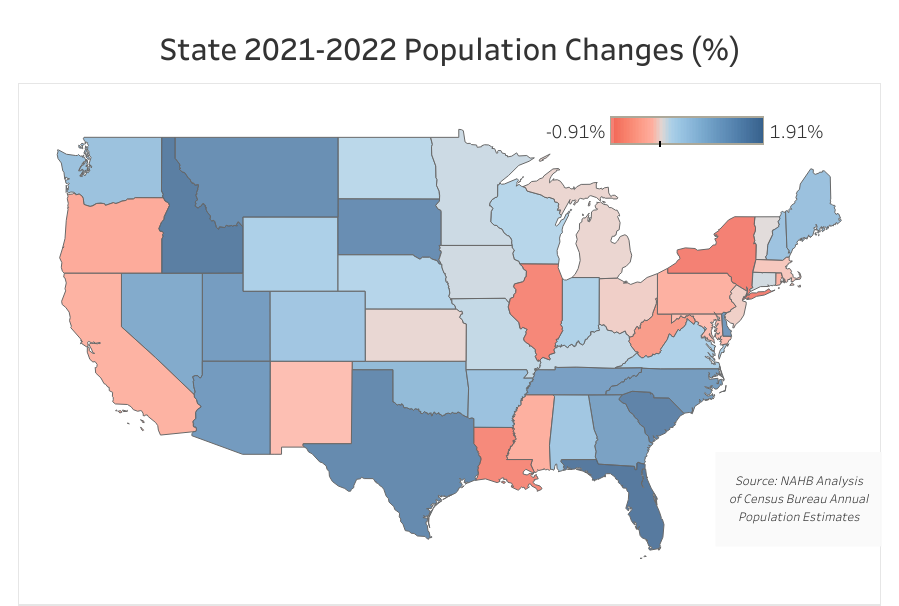 State 2021-2022 Population Changes (%)
-0.91% 1.91%
Source: NAHB Analysis
of Census Bureau Annual
Population Estimates